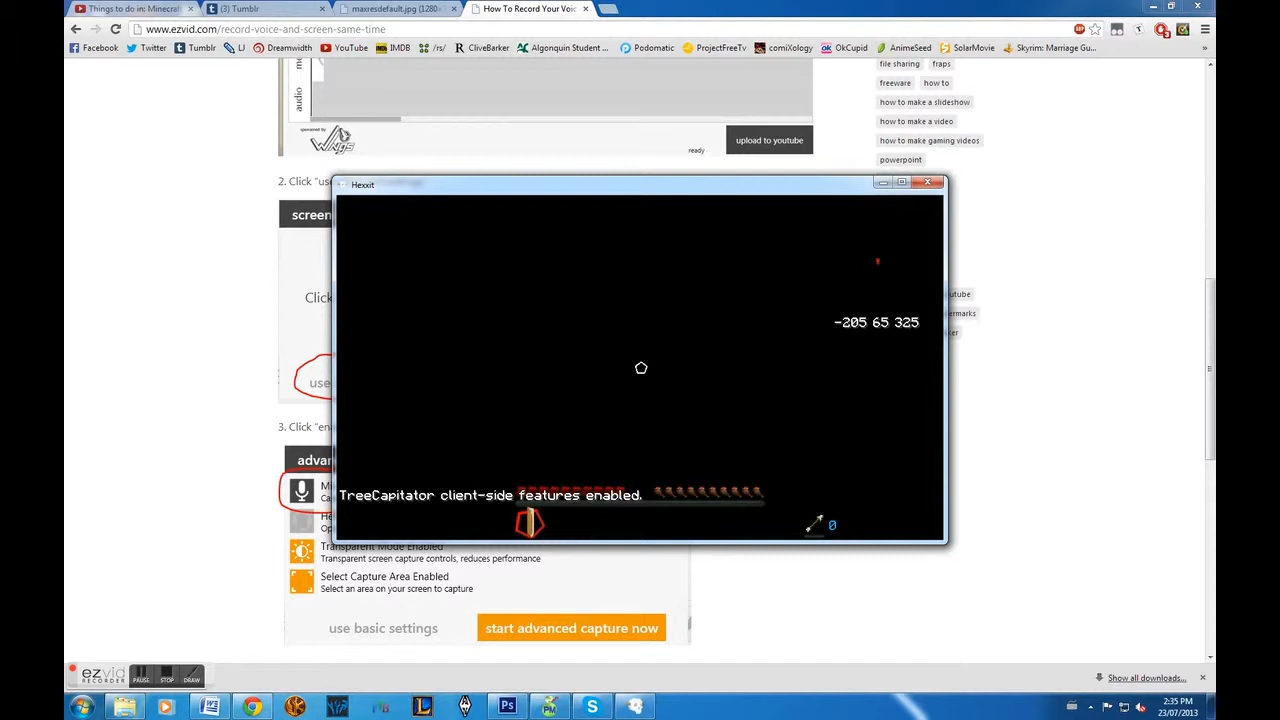 Things to do in: Minecraft
(3) Tumblr
maxresdefault.jpg (1280×
How To Record Your Voic
www.ezvid.com/record-voice-and-screen-same-time
Facebook Twitter Tumblr LI Dreamwidth YouTube IMDB /rs/ CliveBarker Algonquin Student ... Podomatic ProjectFreeTv comiXology OkCupid AnimeSeed SolarMovie Skyrim: Marriage Gu... »
file sharing fraps
freeware how to
how to make a slideshow
how to make a video
how to make gaming videos
powerpoint
audio
sponsored by
Wings
ready
upload to youtube
2. Click "us
screen
Click
use
3. Click "en
advan
Hexxit
-205 65 325
TreeCapitator client-side features enabled.
0
Transparent Mode Enabled
Transparent screen capture controls, reduces performance
Select Capture Area Enabled
Select an area on your screen to capture
use basic settings
start advanced capture now
ezvid
RECORDER
PAUSE STOP DRAW
Show all downloads...
2:35 PM
23/07/2013